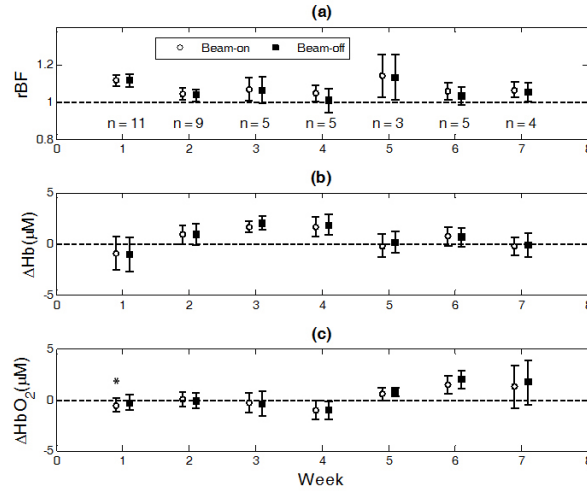 (a)
Beam-on Beam-off
rBF
1.2
1
0.8
n = 11 n = 9 n = 5 n = 5 n = 3 n = 5 n = 4
0 1 2 3 4 5 6 7 8
(b)
ΔHb (μM)
5
0
-5
0 1 2 3 4 5 6 7 8
(c)
ΔHbO2 (μM)
5
*
0
-5
0 1 2 3 4 5 6 7 8
Week